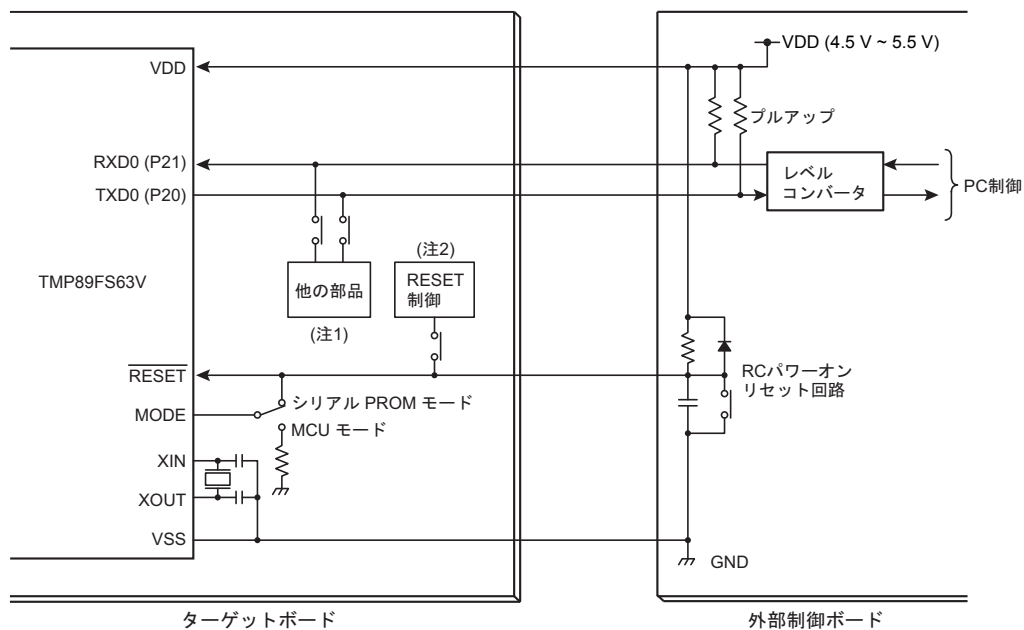 VDD (4.5 V ~ 5.5 V)
VDD
プルアップ
RXD0 (P21)
TXD0 (P20)
レベル
コンバータ
PC制御
TMP89FS63V
他の部品
(注1)
(注2)
RESET
制御
RESET
RCパワーオン
リセット回路
MODE
シリアル PROM モード
MCU モード
XIN
XOUT
VSS
GND
ターゲットボード
外部制御ボード